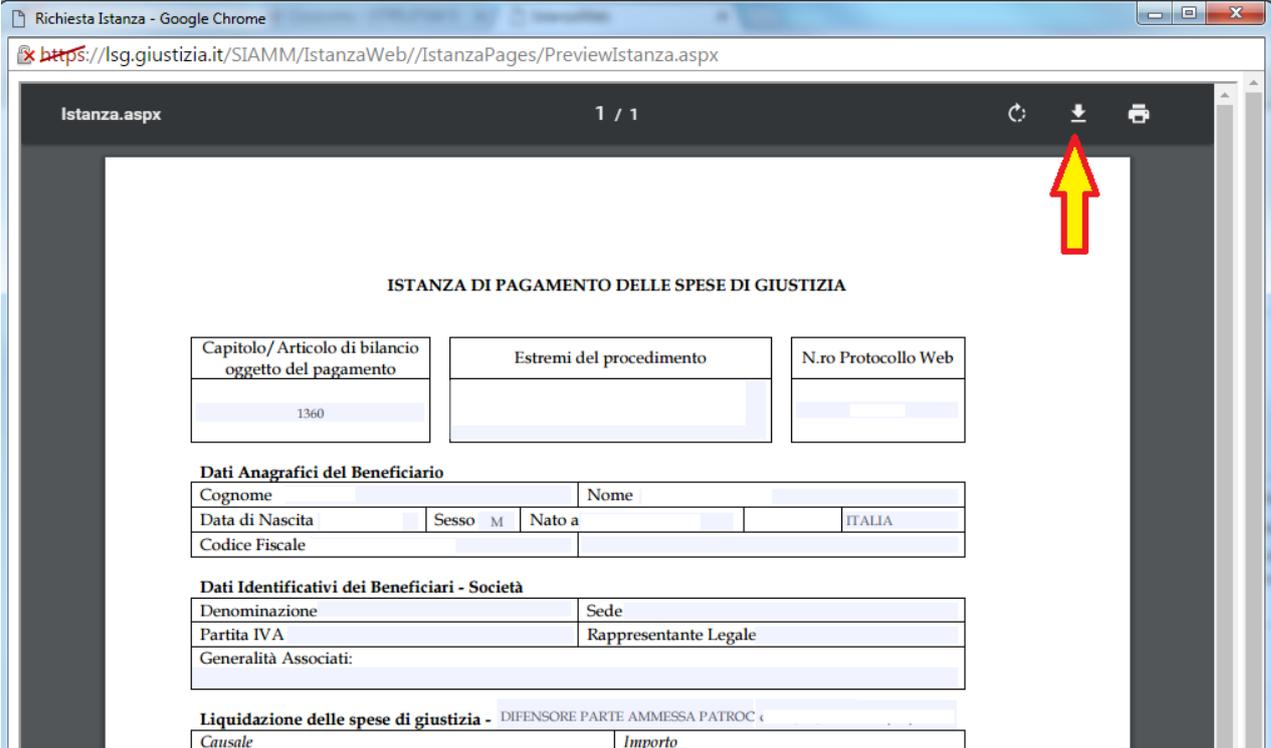 Richiesta Istanza - Google Chrome
https://lsg.giustizia.it/SIAMM/IstanzaWeb//IstanzaPages/PreviewIstanza.aspx
Istanza.aspx 1 / 1
ISTANZA DI PAGAMENTO DELLE SPESE DI GIUSTIZIA
Capitolo/Articolo di bilancio
oggetto del pagamento
Estremi del procedimento
N.ro Protocollo Web
1360
Dati Anagrafici del Beneficiario
Cognome Nome
Data di Nascita Sesso M Nato a ITALIA
Codice Fiscale
Dati Identificativi dei Beneficiari - Società
Denominazione Sede
Partita IVA Rappresentante Legale
Generalità Associati:
Liquidazione delle spese di giustizia - DIFENSORE PARTE AMMESSA PATROC
Causale Importo